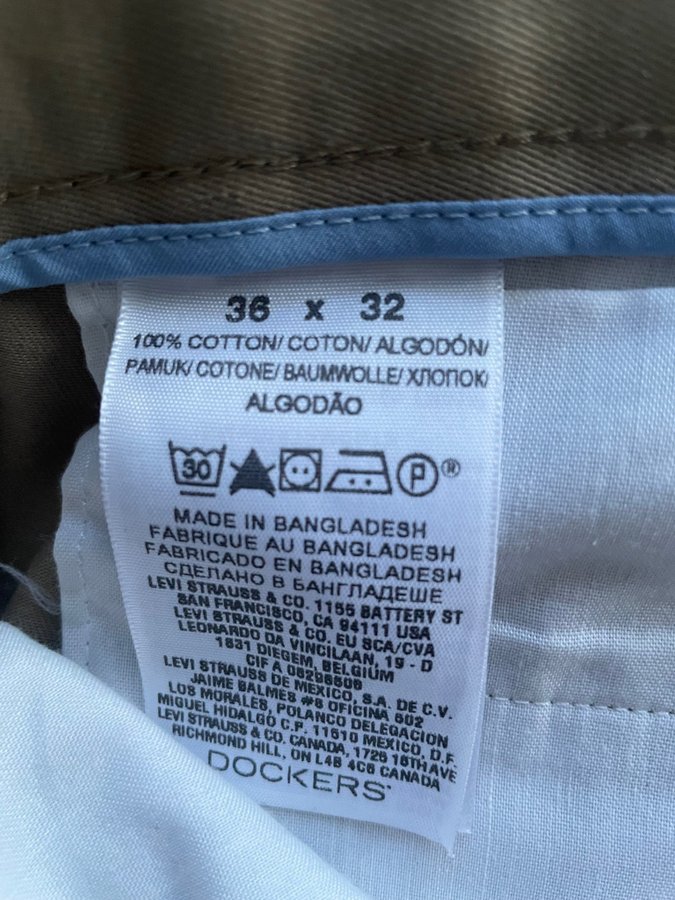 36 x 32
100% COTTON/ COTON/ ALGODÓN/
PAMUK/ COTONE/ BAUMWOLLE/ ХЛОПОК/
ALGODÃO
30 P ®
MADE IN BANGLADESH
FABRIQUE AU BANGLADESH
FABRICADO EN BANGLADESH
СДЕЛАНО В БАНГЛАДЕШЕ
LEVI STRAUSS & CO. 1155 BATTERY ST
SAN FRANCISCO, CA 94111 USA
LEVI STRAUSS & CO. EU SCA/CVA
LEONARDO DA VINCILAAN, 19 - D
1831 DIEGEM, BELGIUM
CIF A
LEVI STRAUSS DE MEXICO, S.A. DE C.V.
JAIME BALMES #8 OFICINA 602
LOS MORALES, POLANCO DELEGACION
MIGUEL HIDALGO C.P. 11610 MEXICO, D.F.
LEVI STRAUSS & CO. CANADA, 1725 16TH AVE
RICHMOND HILL, ON L4B 4C6 CANADA
DOCKERS